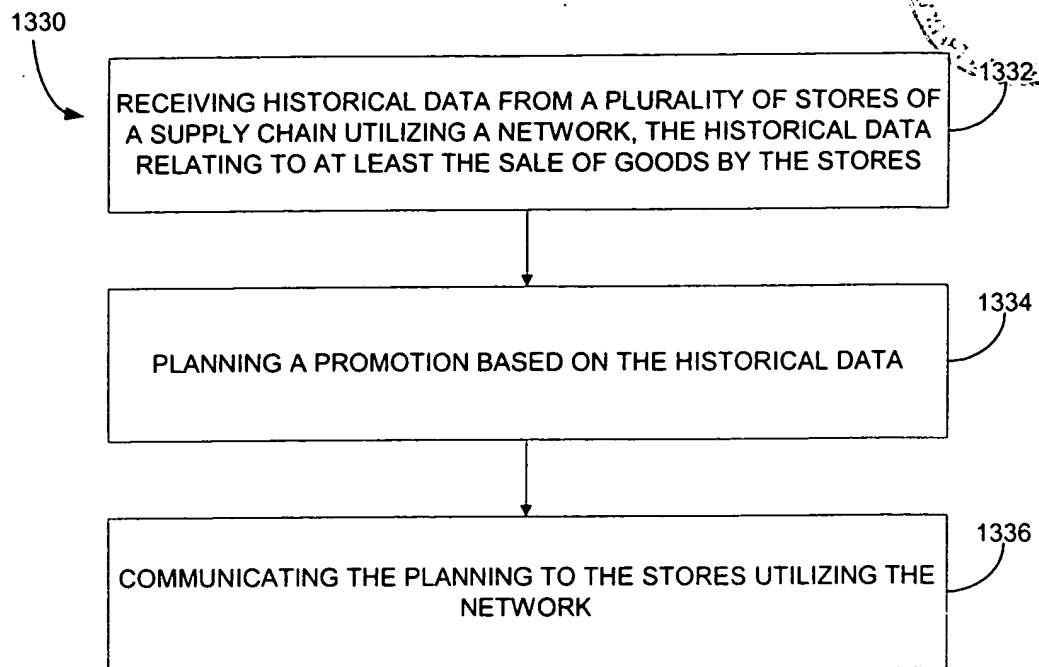 1330
1332
RECEIVING HISTORICAL DATA FROM A PLURALITY OF STORES OF
A SUPPLY CHAIN UTILIZING A NETWORK, THE HISTORICAL DATA
RELATING TO AT LEAST THE SALE OF GOODS BY THE STORES
1334
PLANNING A PROMOTION BASED ON THE HISTORICAL DATA
1336
COMMUNICATING THE PLANNING TO THE STORES UTILIZING THE
NETWORK